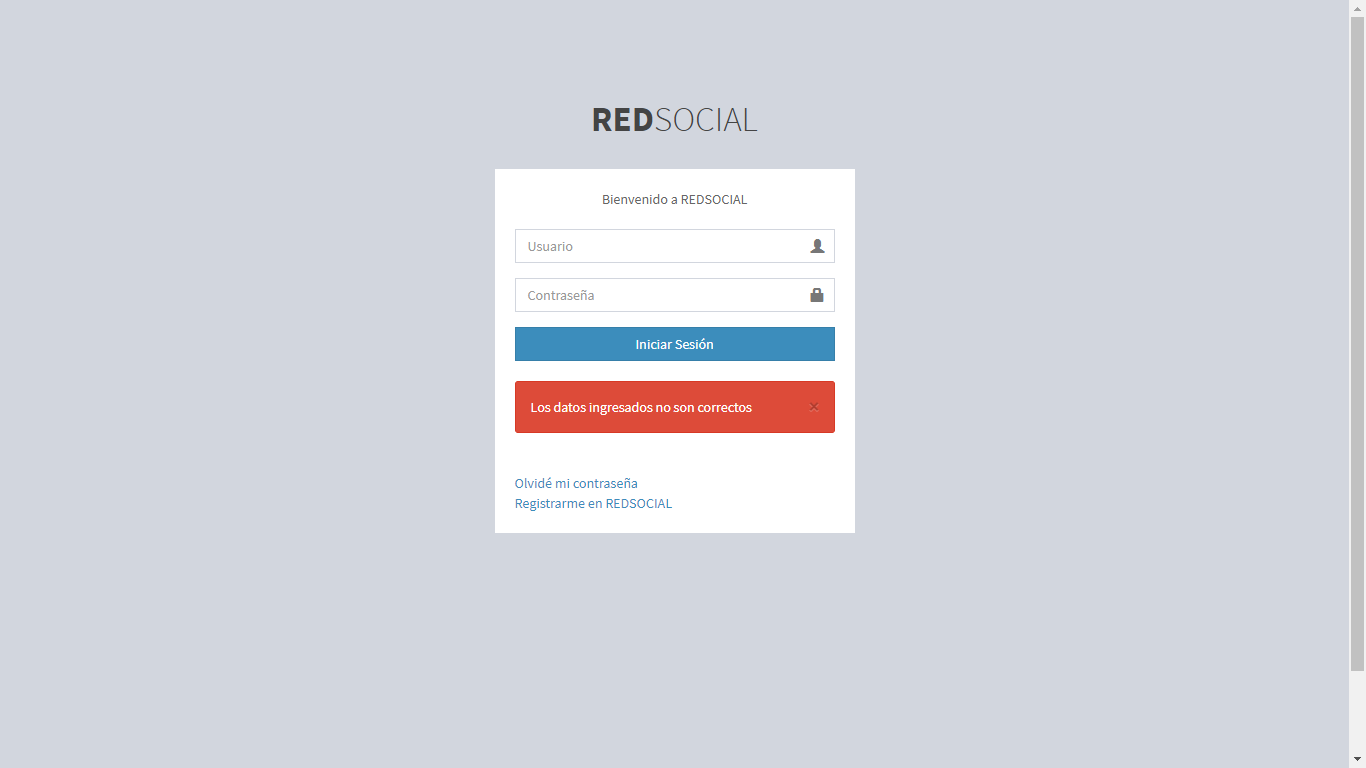 REDSOCIAL
Bienvenido a REDSOCIAL
Usuario
Contraseña
Iniciar Sesión
Los datos ingresados no son correctos ×
Olvidé mi contraseña
Registrarme en REDSOCIAL